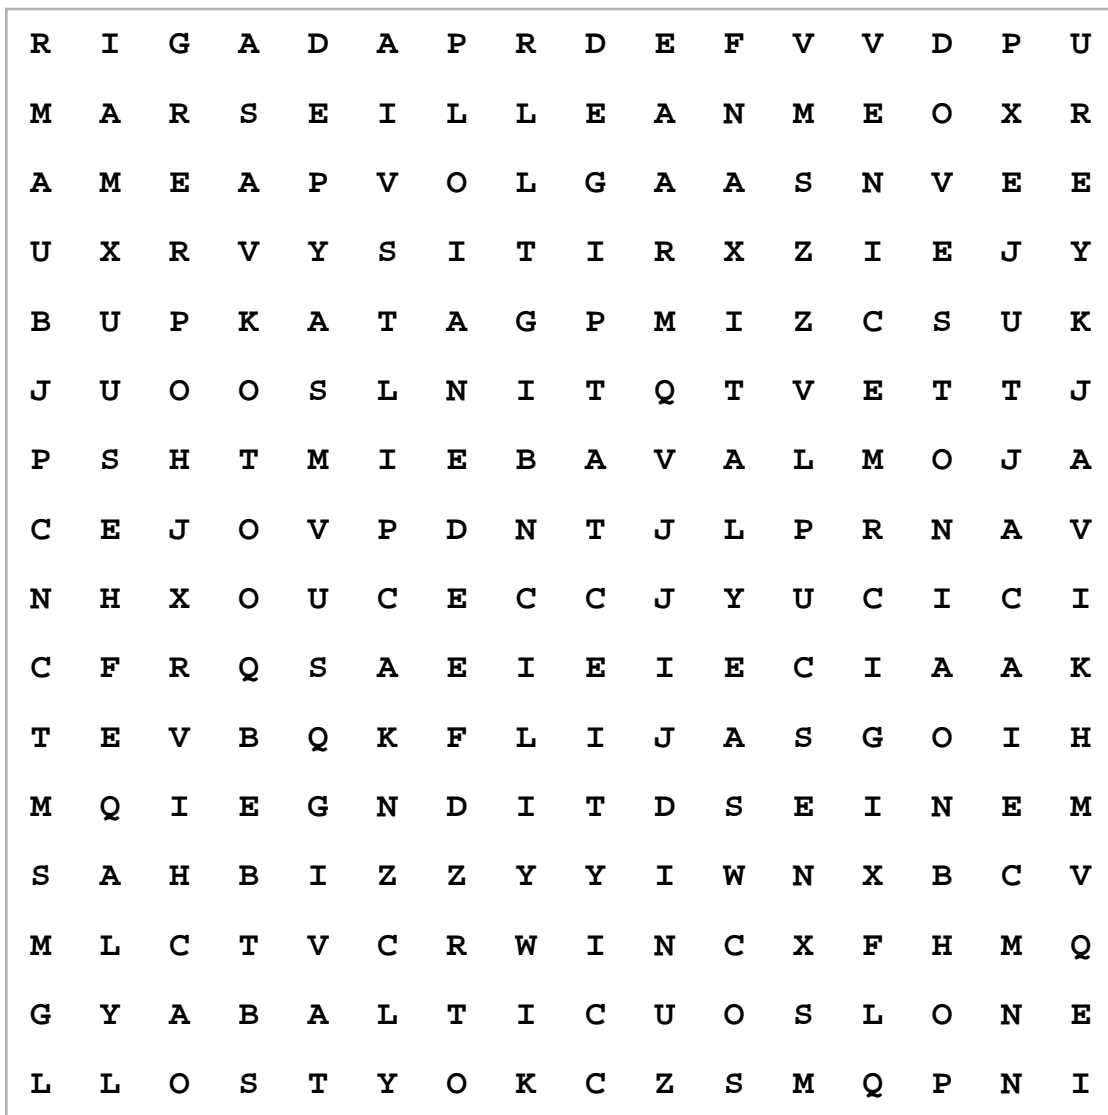 R I G A D A P R D E F V V D P U
M A R S E I L L E A N M E O X R
A M E A P V O L G A A S N V E E
U X R V Y S I T I R X Z I E J Y
B U P K A T A G P M I Z C S U K
J U O O S L N I T Q T V E T T J
P S H T M I E B A V A L M O J A
C E J O V P D N T J L P R N A V
N H X O U C E C C J Y U C I C I
C F R Q S A E I E I E C I A A K
T E V B Q K F L I J A S G O I H
M Q I E G N D I T D S E I N E M
S A H B I Z Z Y Y I W N X B C V
M L C T V C R W I N C X F H M Q
G Y A B A L T I C U O S L O N E
L L O S T Y O K C Z S M Q P N I